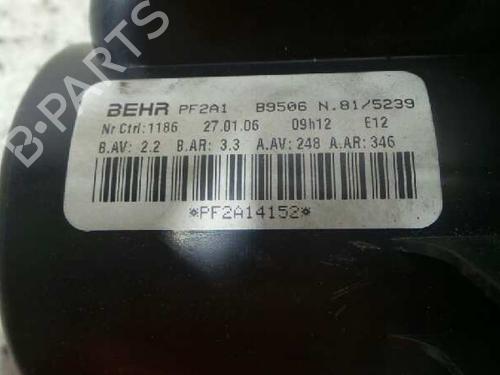 BEHR PF2A1 B9506 N.81/5239
Nr Ctrl:1186 27.01.06 09h12 E12
B.AV: 2.2 B.AR: 3.3 A.AV: 248 A.AR: 346
*PF2A14152*
B-PARTS